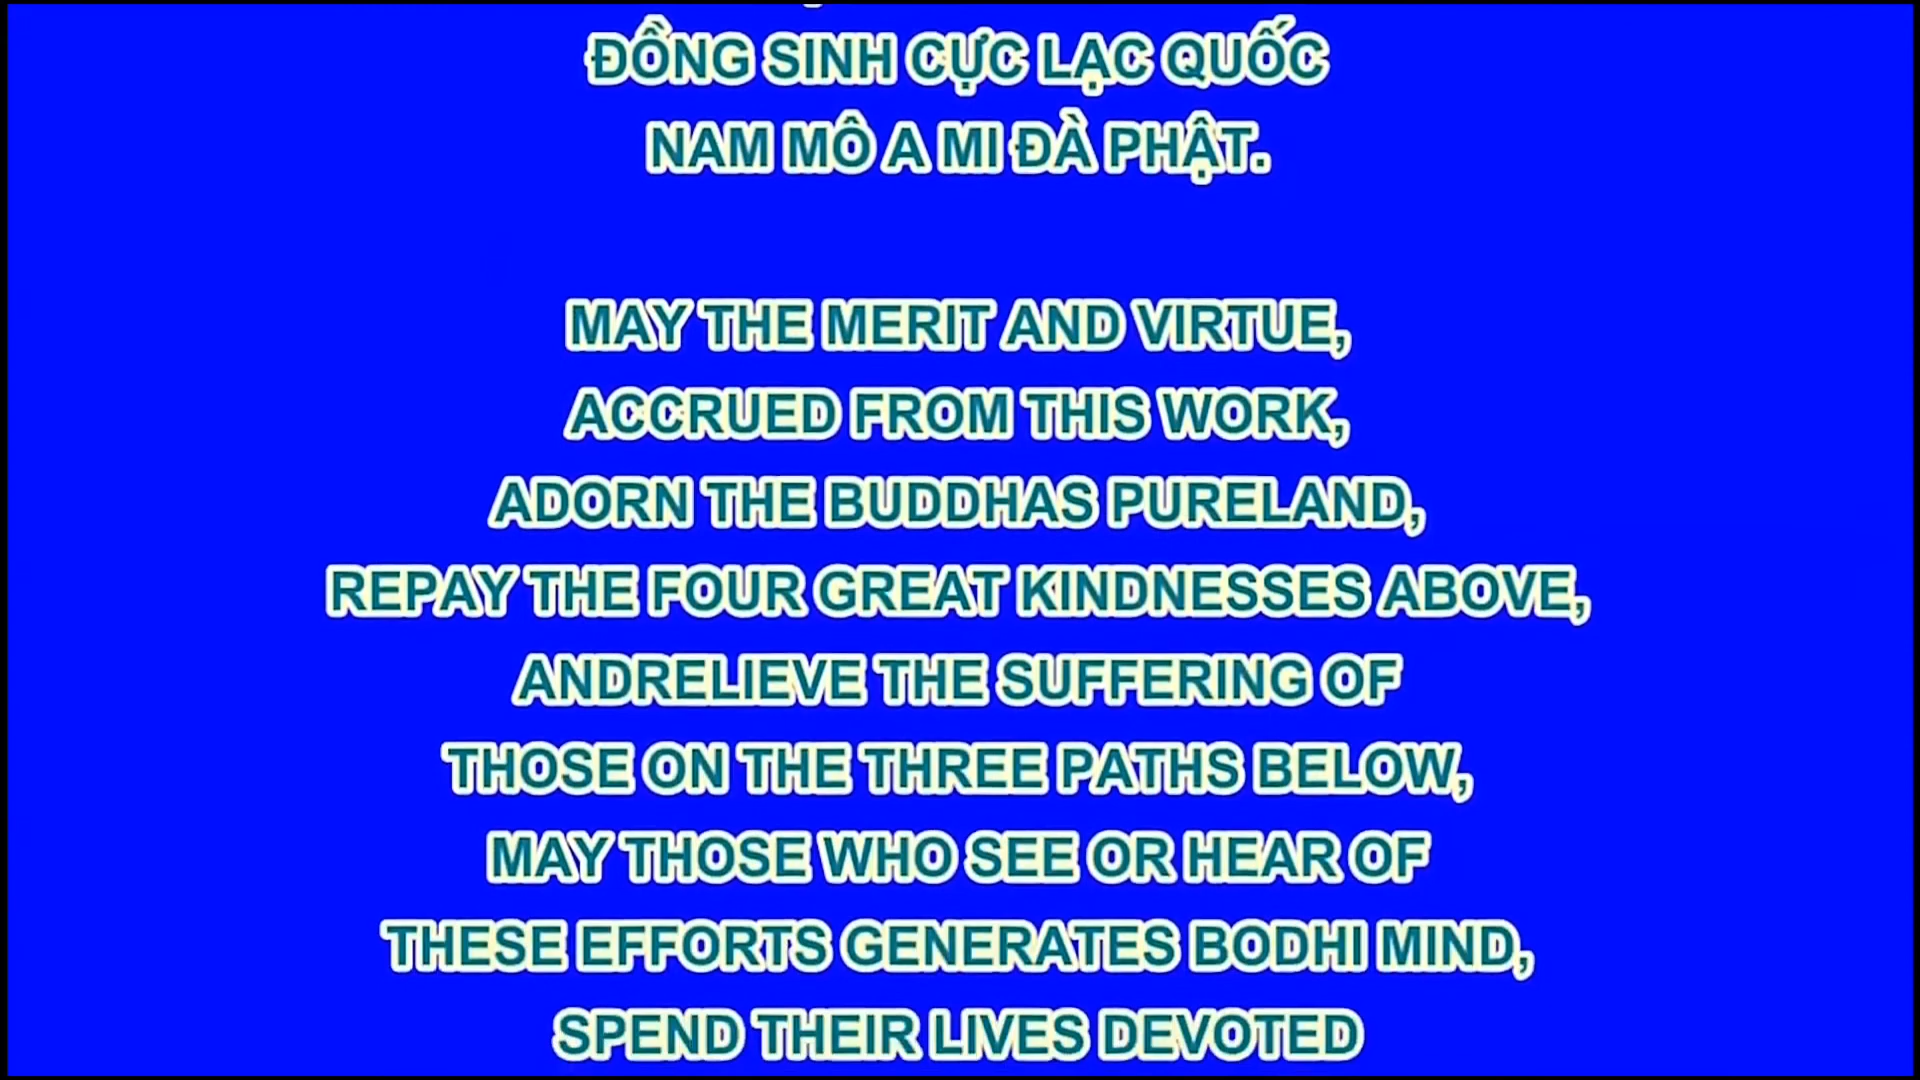 ĐỒNG SINH CỰC LẠC QUỐC
NAM MÔ A MI ĐÀ PHẬT.
MAY THE MERIT AND VIRTUE,
ACCRUED FROM THIS WORK,
ADORN THE BUDDHAS PURELAND,
REPAY THE FOUR GREAT KINDNESSES ABOVE,
ANDRELIEVE THE SUFFERING OF
THOSE ON THE THREE PATHS BELOW,
MAY THOSE WHO SEE OR HEAR OF
THESE EFFORTS GENERATES BODHI MIND,
SPEND THEIR LIVES DEVOTED